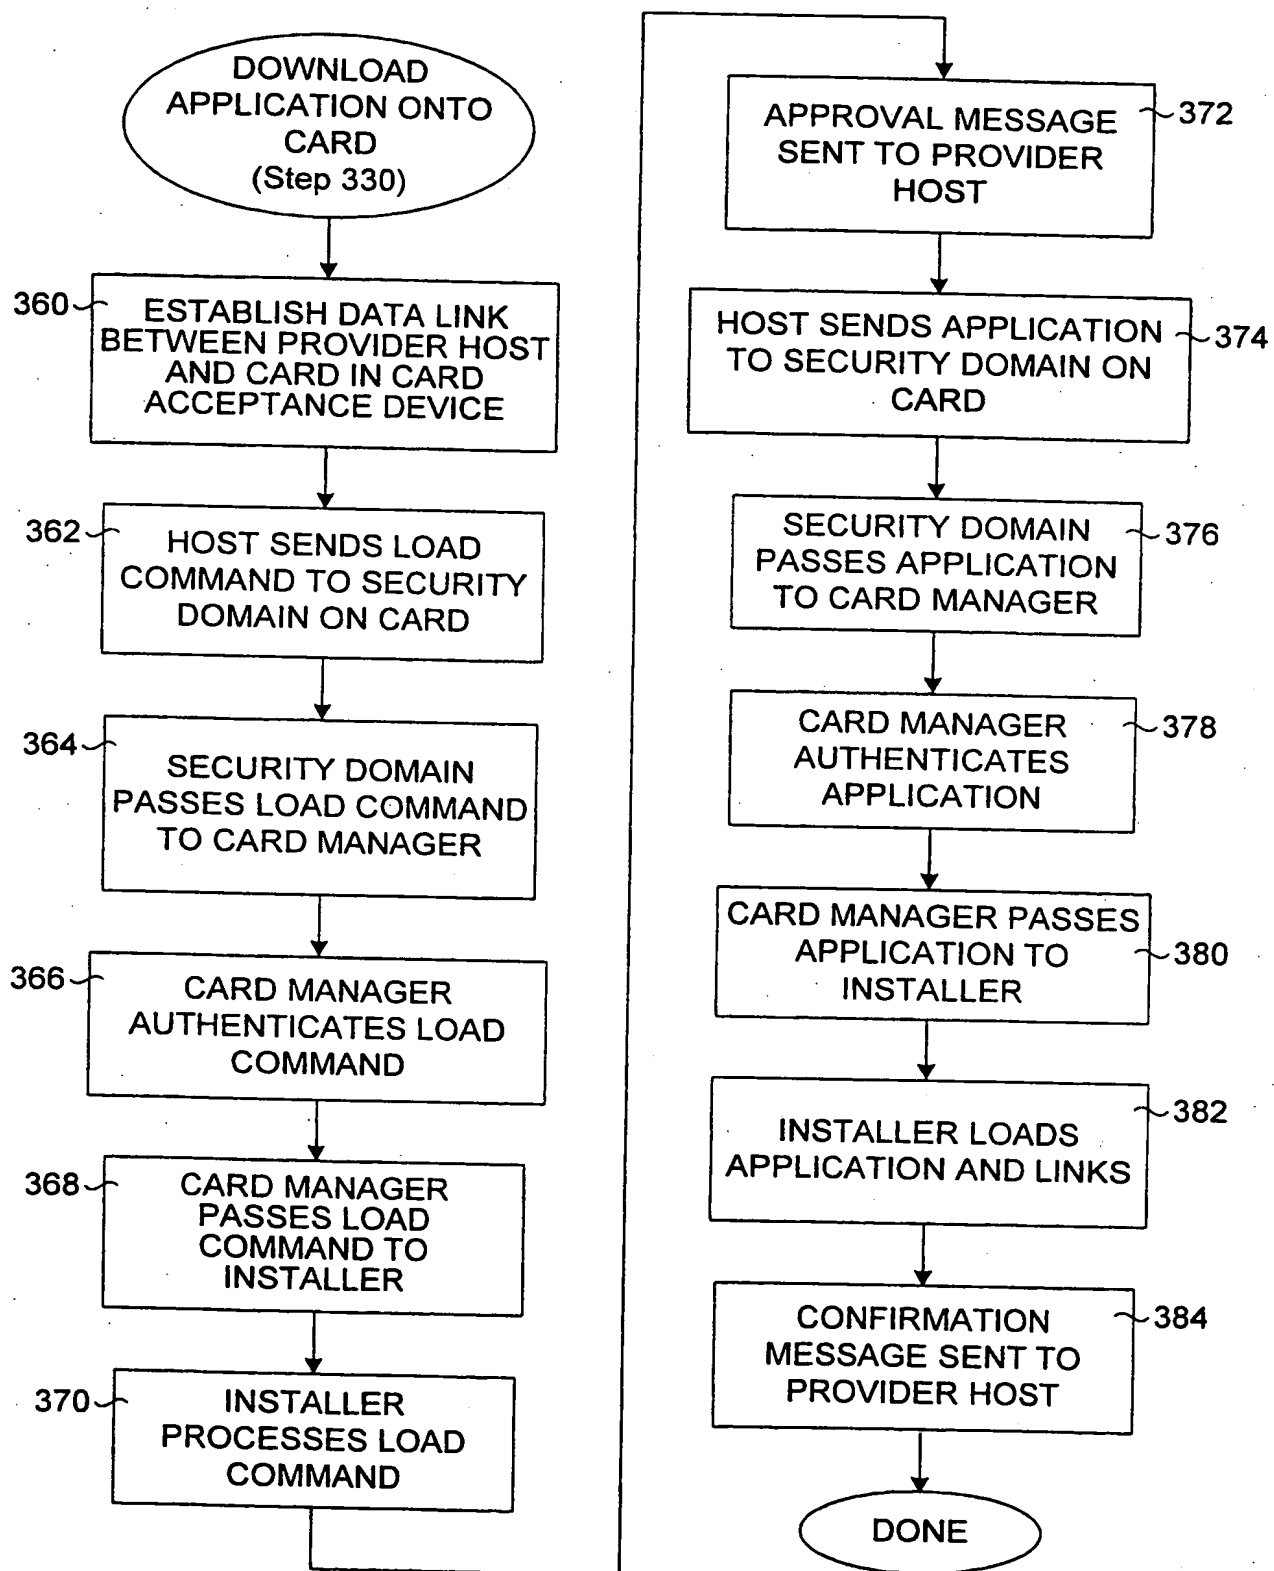 DOWNLOAD
APPLICATION ONTO
CARD
(Step 330)
360
ESTABLISH DATA LINK
BETWEEN PROVIDER HOST
AND CARD IN CARD
ACCEPTANCE DEVICE
362
HOST SENDS LOAD
COMMAND TO SECURITY
DOMAIN ON CARD
364
SECURITY DOMAIN
PASSES LOAD COMMAND
TO CARD MANAGER
366
CARD MANAGER
AUTHENTICATES LOAD
COMMAND
368
CARD MANAGER
PASSES LOAD
COMMAND TO
INSTALLER
370
INSTALLER
PROCESSES LOAD
COMMAND
372
APPROVAL MESSAGE
SENT TO PROVIDER
HOST
374
HOST SENDS APPLICATION
TO SECURITY DOMAIN ON
CARD
376
SECURITY DOMAIN
PASSES APPLICATION
TO CARD MANAGER
378
CARD MANAGER
AUTHENTICATES
APPLICATION
380
CARD MANAGER PASSES
APPLICATION TO
INSTALLER
382
INSTALLER LOADS
APPLICATION AND LINKS
384
CONFIRMATION
MESSAGE SENT TO
PROVIDER HOST
DONE